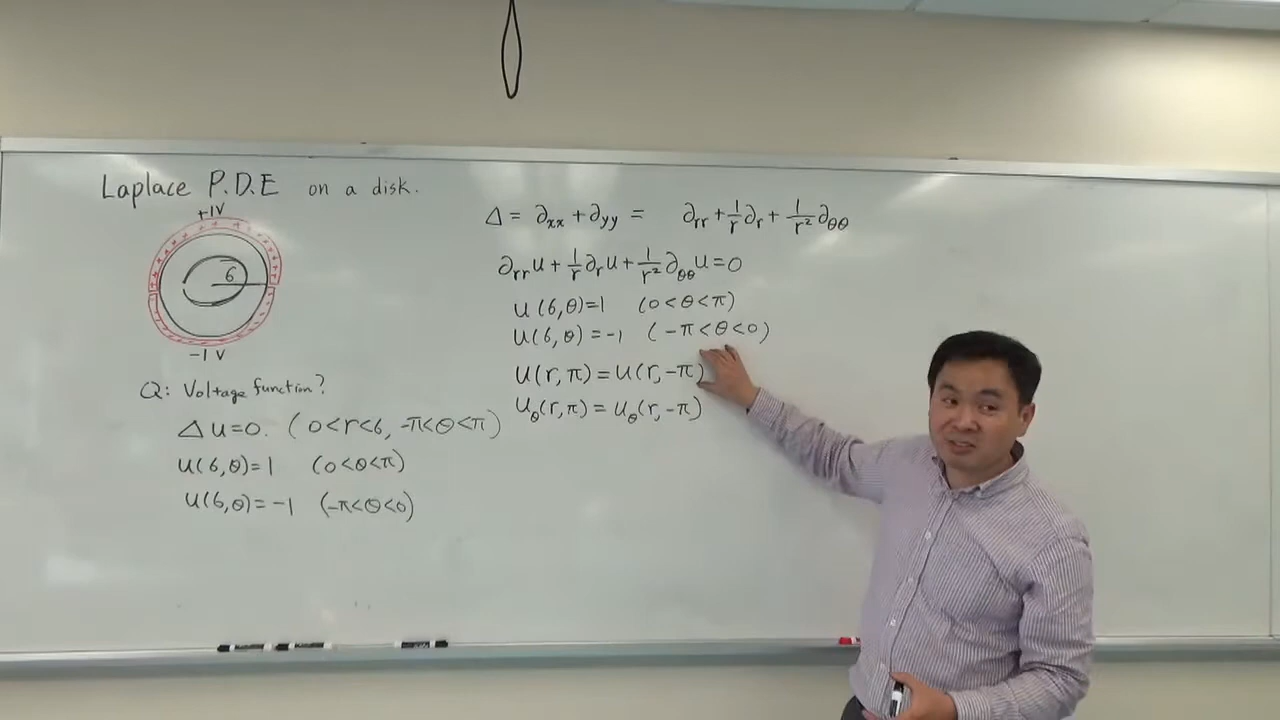 Laplace P.D.E on a disk.
+1V
6
-1V
Q: Voltage function?
Δu=0. (0<r<6, -π<θ<π)
u(6,θ)=1 (0<θ<π)
u(6,θ)=-1 (-π<θ<0)
Δ = ∂xx + ∂yy = ∂rr + 1/r ∂r + 1/r² ∂θθ
∂rr u + 1/r ∂r u + 1/r² ∂θθ u = 0
u(6,θ)=1 (0<θ<π)
u(6,θ)=-1 (-π<θ<0)
u(r,π)=u(r,-π)
uθ(r,π)=uθ(r,-π)